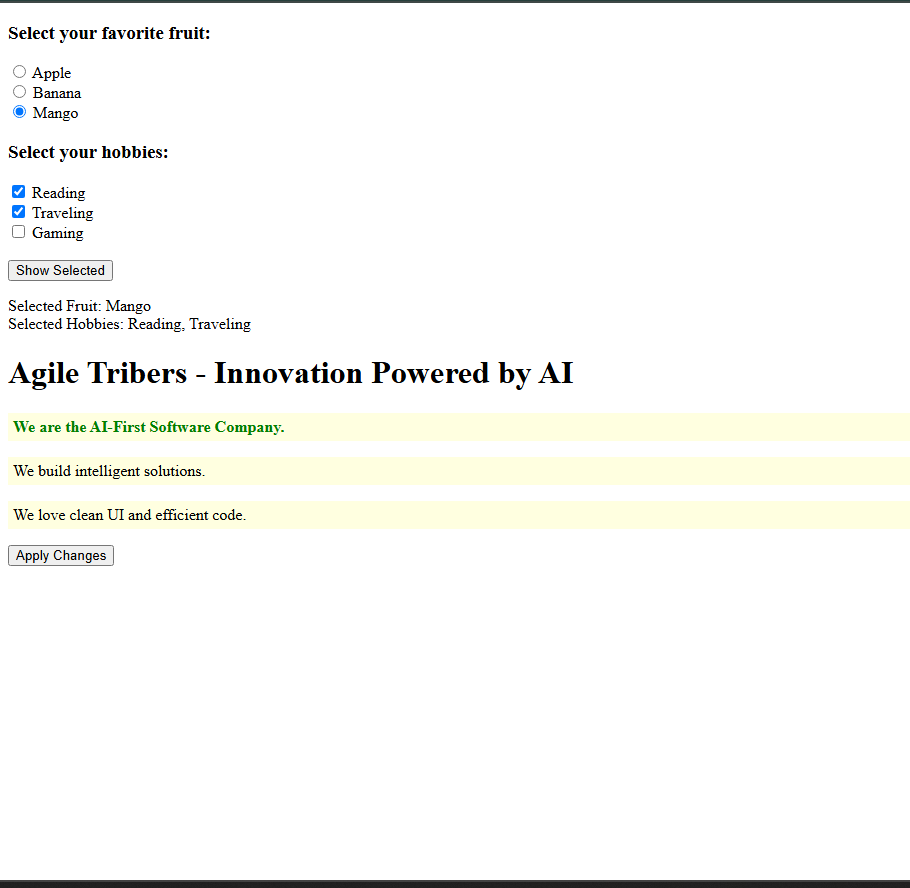 Select your favorite fruit:
Apple
Banana
Mango
Select your hobbies:
Reading
Traveling
Gaming
Show Selected
Selected Fruit: Mango
Selected Hobbies: Reading, Traveling
Agile Tribers - Innovation Powered by AI
We are the AI-First Software Company.
We build intelligent solutions.
We love clean UI and efficient code.
Apply Changes